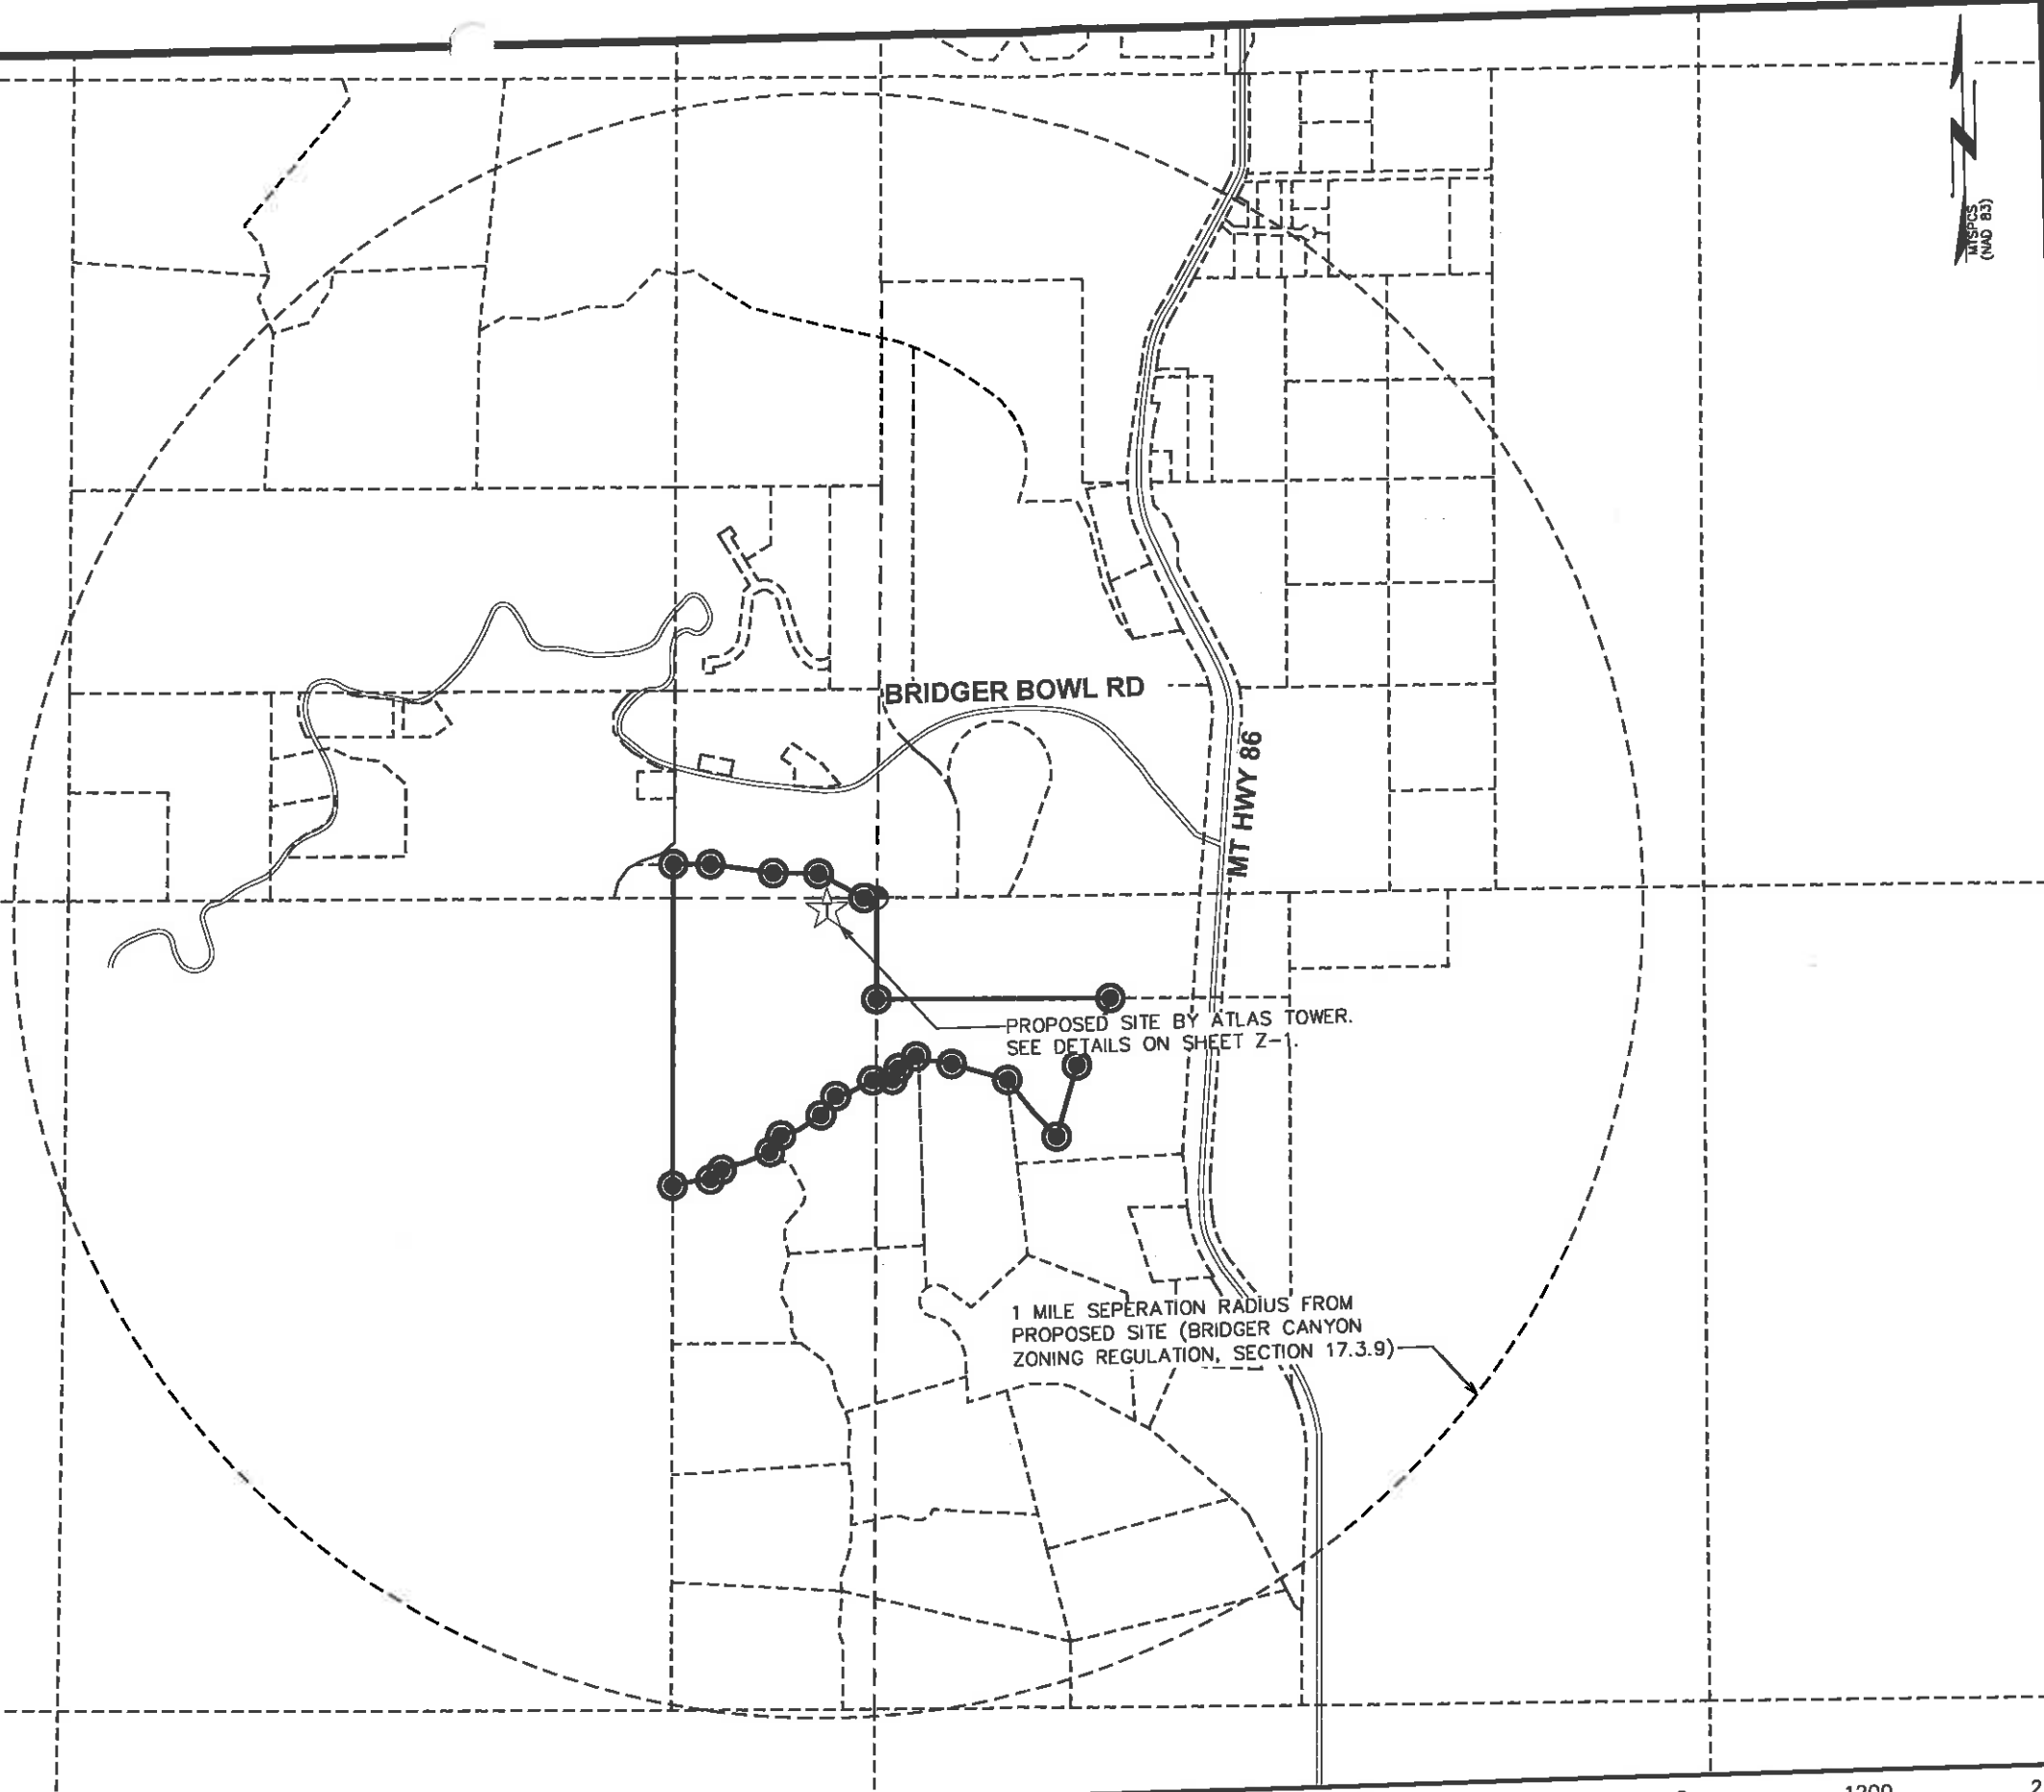 MTSPCS
(NAD 83)
BRIDGER BOWL RD
MT HWY 86
PROPOSED SITE BY ATLAS TOWER.
SEE DETAILS ON SHEET Z-1.
1 MILE SEPERATION RADIUS FROM
PROPOSED SITE (BRIDGER CANYON
ZONING REGULATION, SECTION 17.3.9)